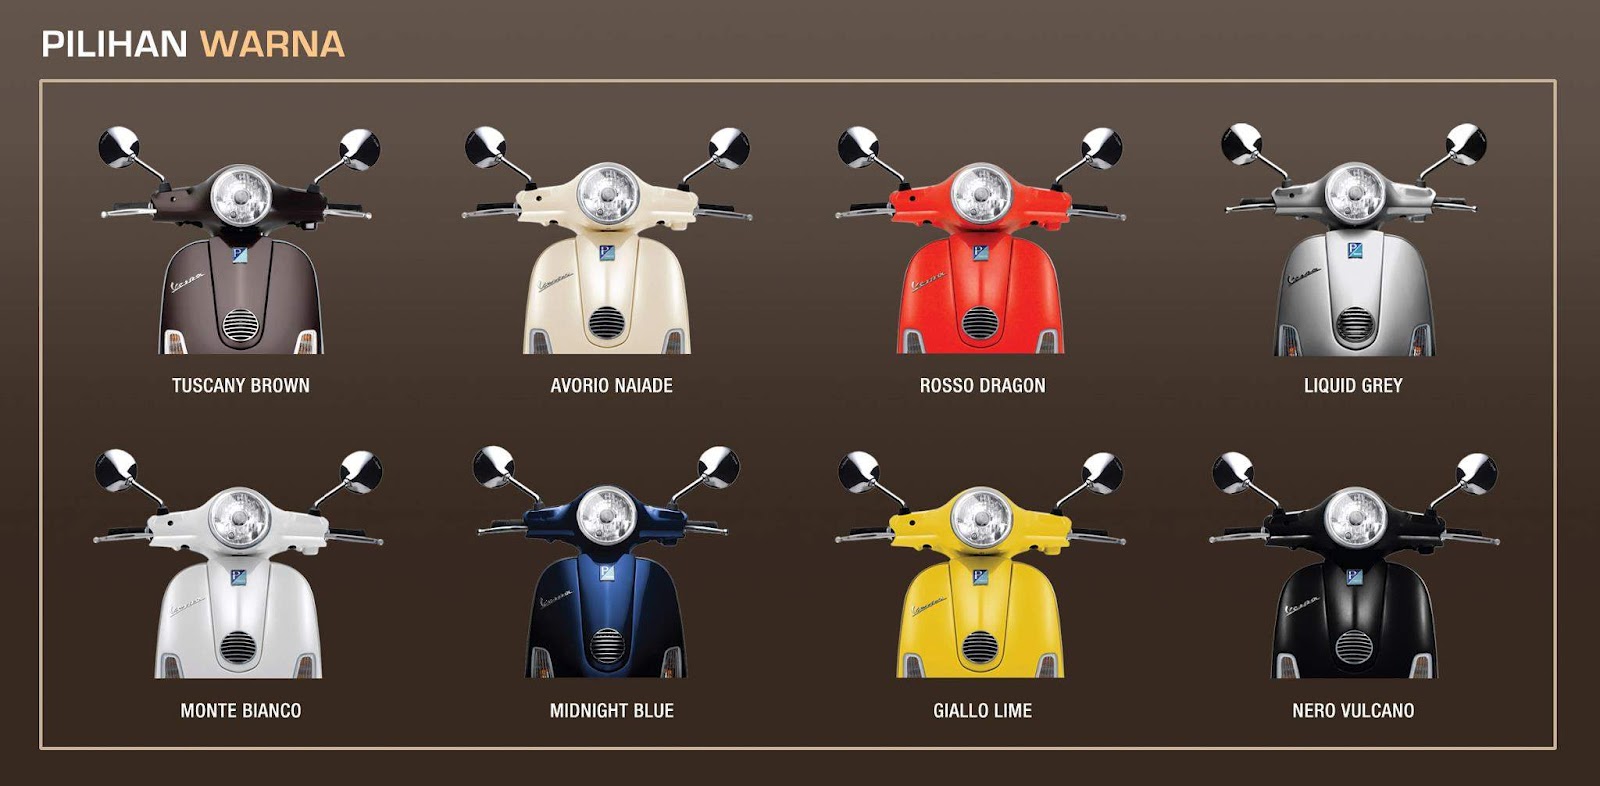 PILIHAN WARNA
TUSCANY BROWN
AVORIO NAIADE
ROSSO DRAGON
LIQUID GREY
MONTE BIANCO
MIDNIGHT BLUE
GIALLO LIME
NERO VULCANO